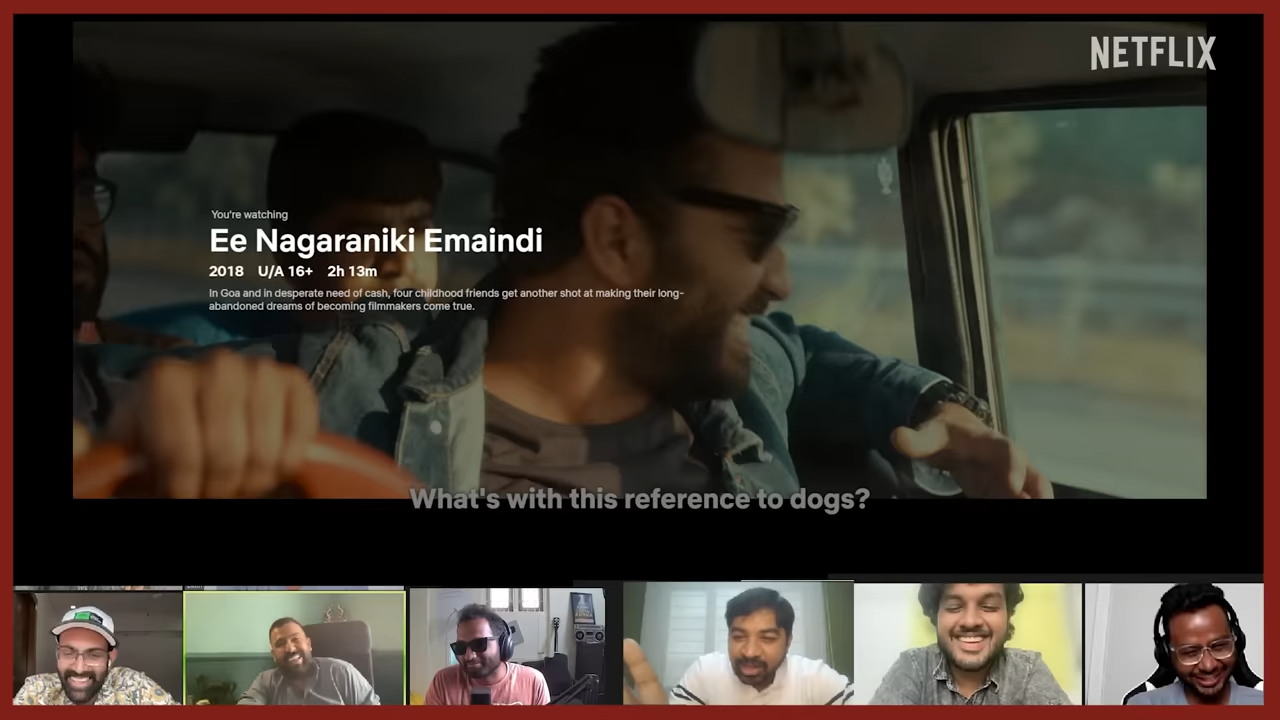 NETFLIX
You're watching
Ee Nagaraniki Emaindi
2018 U/A 16+ 2h 13m
In Goa and in desperate need of cash, four childhood friends get another shot at making their long-
abandoned dreams of becoming filmmakers come true.
What's with this reference to dogs?